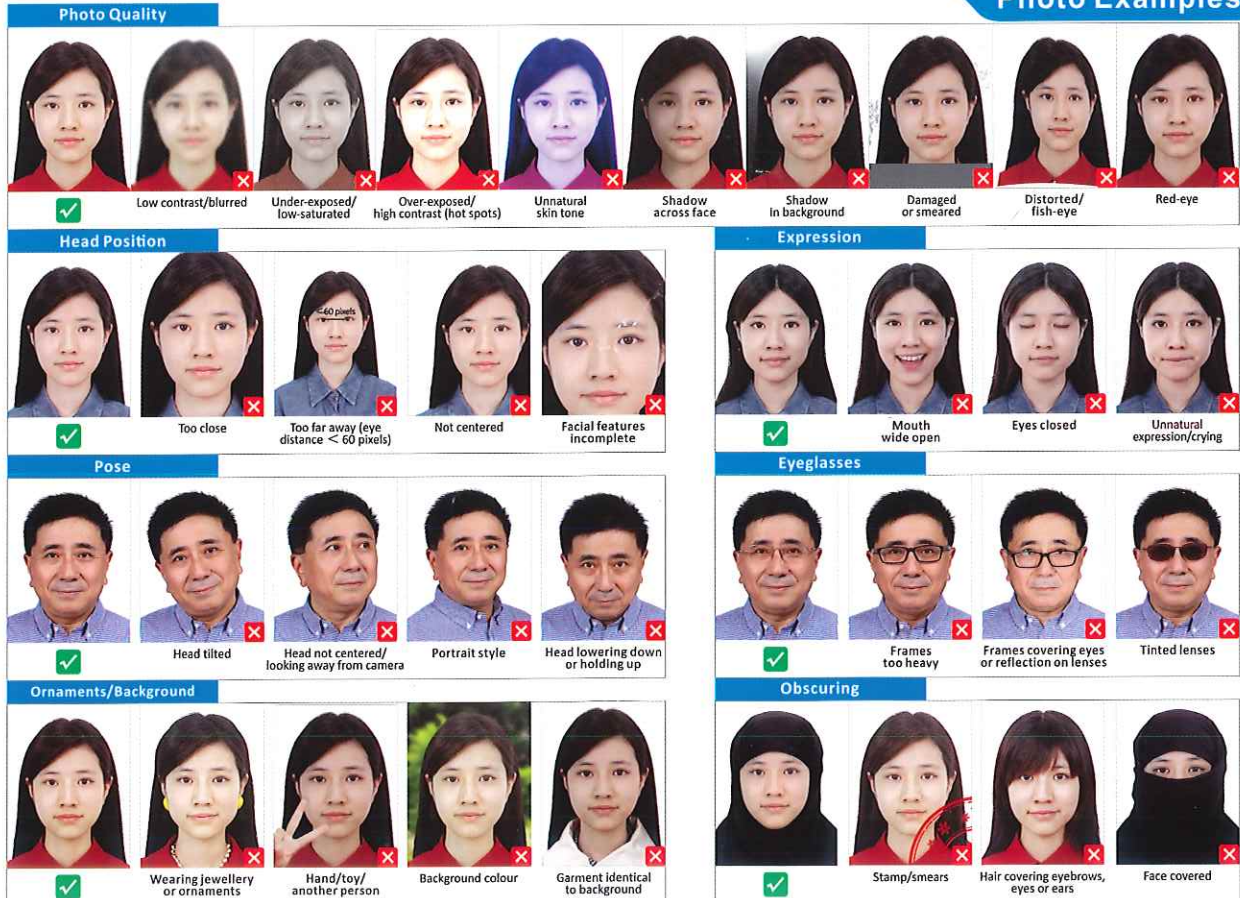 Photo Examples
Photo Quality
Low contrast/blurred
Under-exposed/
low-saturated
Over-exposed/
high contrast (hot spots)
Unnatural
skin tone
Shadow
across face
Shadow
in background
Damaged
or smeared
Distorted/
fish-eye
Red-eye
Head Position
<60 pixels
Too close
Too far away (eye
distance < 60 pixels)
Not centered
Facial features
incomplete
Expression
Mouth
wide open
Eyes closed
Unnatural
expression/crying
Pose
Head tilted
Head not centered/
looking away from camera
Portrait style
Head lowering down
or holding up
Eyeglasses
Frames
too heavy
Frames covering eyes
or reflection on lenses
Tinted lenses
Ornaments/Background
Wearing jewellery
or ornaments
Hand/toy/
another person
Background colour
Garment identical
to background
Obscuring
Stamp/smears
Hair covering eyebrows,
eyes or ears
Face covered